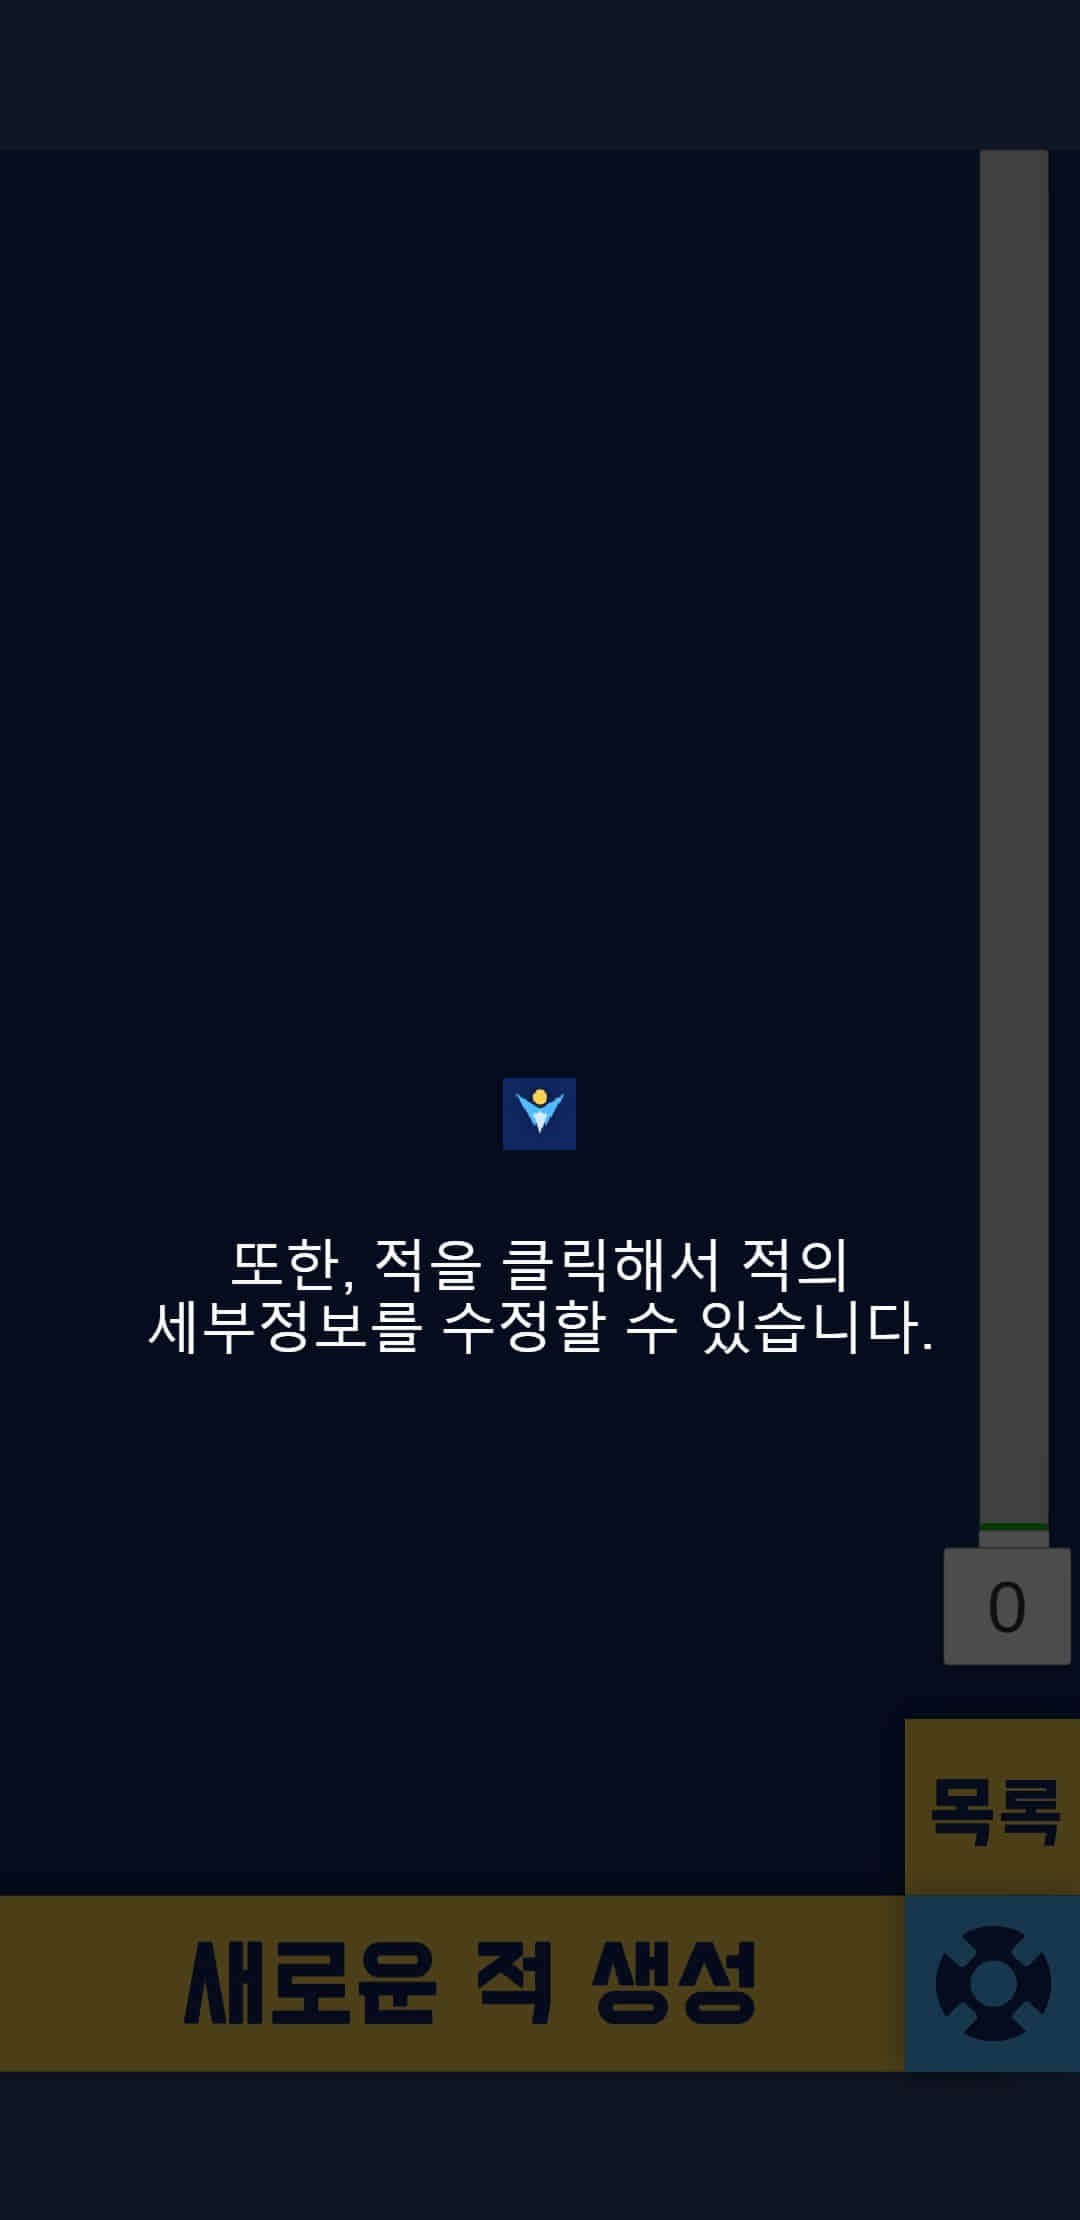 또한, 적을 클릭해서 적의
세부정보를 수정할 수 있습니다.
0
목록
새로운 적 생성